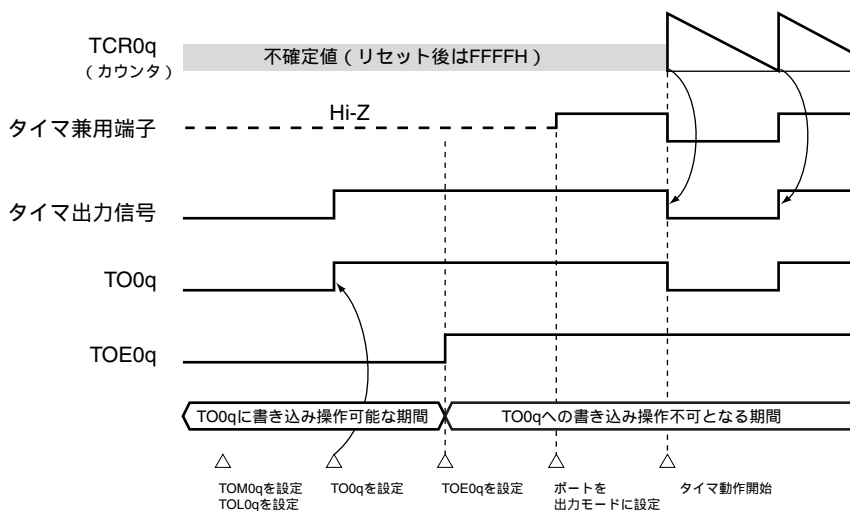 TCR0q
（カウンタ）
不確定値（リセット後はFFFFH）
タイマ兼用端子
Hi-Z
タイマ出力信号
TO0q
TOE0q
TO0qに書き込み操作可能な期間
TO0qへの書き込み操作不可となる期間
TOM0qを設定
TOL0qを設定
TO0qを設定
TOE0qを設定
ポートを
出力モードに設定
タイマ動作開始